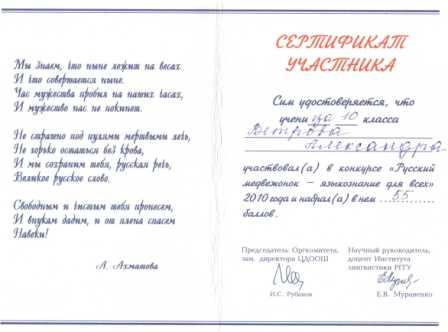 Мы знаем, что ныне лежит на весах
И что совершается ныне.
Час мужества пробил на наших часах,
И мужество нас не покинет.
Не страшно под пулями мертвыми лечь,
Не горько остаться без крова,
И мы сохраним тебя, русская речь,
Великое русское слово.
Свободным и чистым тебя пронесем,
И внукам дадим, и от плена спасем
Навеки!
А. Ахматова
СЕРТИФИКАТ
УЧАСТНИКА
Сим удостоверяется, что
учени ца 10 класса
Петрова
Александра
участвовал(а) в конкурсе «Русский
медвежонок – языкознание для всех»
2010 года и набрал(а) в нем 55
баллов.
Председатель Оргкомитета,
зам. директора ЦДООШ
И.С. Рубанов
Научный руководитель,
доцент Института
лингвистики РГГУ
Е.В. Муравенко